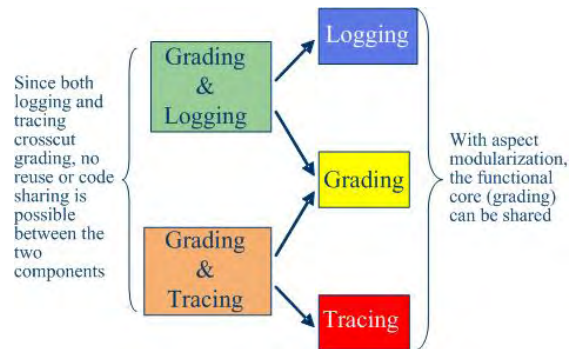 Since both
logging and
tracing
crosscut
grading, no
reuse or code
sharing is
possible
between the
two
components
Grading
&
Logging
Grading
&
Tracing
Logging
Grading
Tracing
With aspect
modularization,
the functional
core (grading)
can be shared